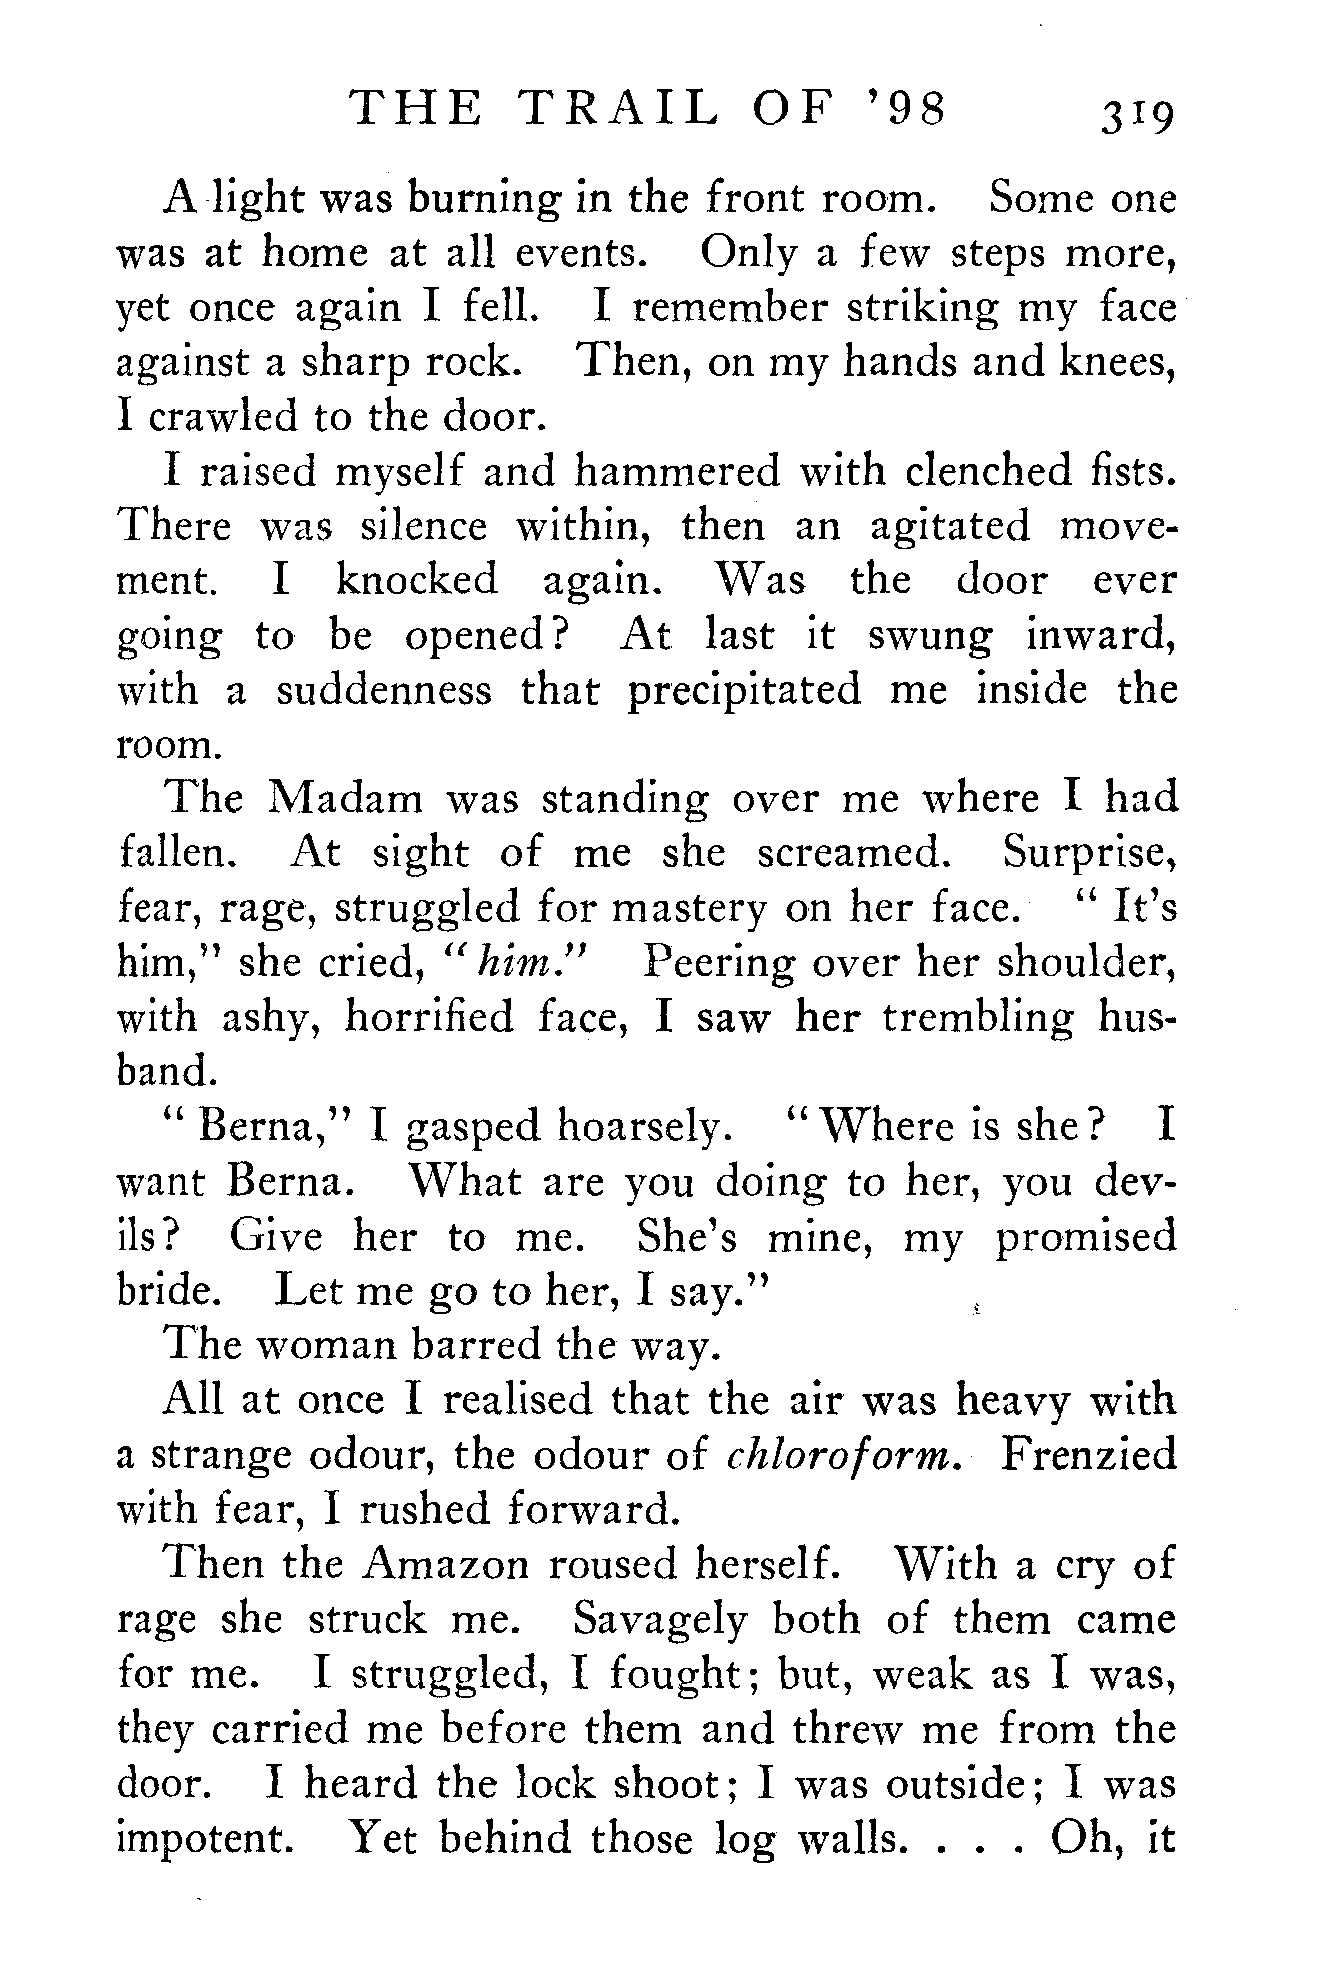 THE TRAIL OF '98 319
A light was burning in the front room. Some one
was at home at all events. Only a few steps more,
yet once again I fell. I remember striking my face
against a sharp rock. Then, on my hands and knees,
I crawled to the door.
I raised myself and hammered with clenched fists.
There was silence within, then an agitated move-
ment. I knocked again. Was the door ever
going to be opened? At last it swung inward,
with a suddenness that precipitated me inside the
room.
The Madam was standing over me where I had
fallen. At sight of me she screamed. Surprise,
fear, rage, struggled for mastery on her face. "It's
him," she cried, "him." Peering over her shoulder,
with ashy, horrified face, I saw her trembling hus-
band.
"Berna," I gasped hoarsely. "Where is she? I
want Berna. What are you doing to her, you dev-
ils? Give her to me. She's mine, my promised
bride. Let me go to her, I say."
The woman barred the way.
All at once I realised that the air was heavy with
a strange odour, the odour of chloroform. Frenzied
with fear, I rushed forward.
Then the Amazon roused herself. With a cry of
rage she struck me. Savagely both of them came
for me. I struggled, I fought; but, weak as I was,
they carried me before them and threw me from the
door. I heard the lock shoot; I was outside; I was
impotent. Yet behind those log walls. . . . Oh, it